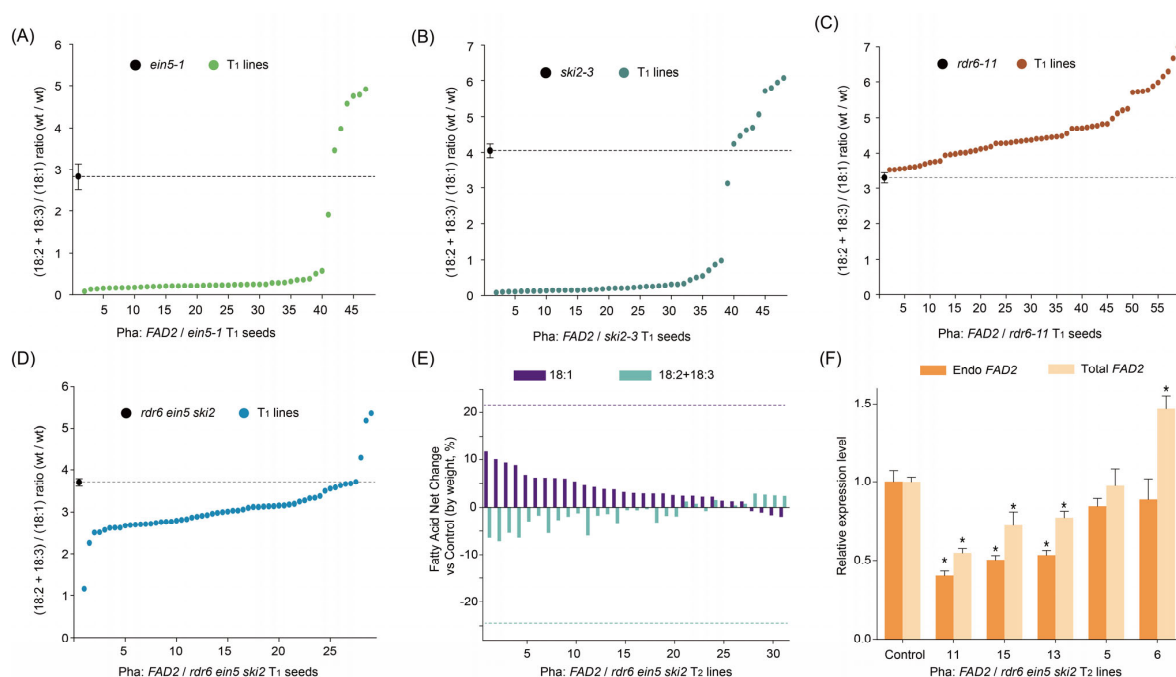 (A)
ein5-1 T1 lines
(18:2 + 18:3) / (18:1) ratio (wt / wt)
6
5
4
3
2
1
0
5 10 15 20 25 30 35 40 45
Pha: FAD2 / ein5-1 T1 seeds
(B)
ski2-3 T1 lines
(18:2 + 18:3) / (18:1) ratio (wt / wt)
7
6
5
4
3
2
1
0
5 10 15 20 25 30 35 40 45
Pha: FAD2 / ski2-3 T1 seeds
(C)
rdr6-11 T1 lines
(18:2 + 18:3) / (18:1) ratio (wt / wt)
7
6
5
4
3
2
1
0
5 10 15 20 25 30 35 40 45 50 55
Pha: FAD2 / rdr6-11 T1 seeds
(D)
rdr6 ein5 ski2 T1 lines
(18:2 + 18:3) / (18:1) ratio (wt / wt)
6
5
4
3
2
1
0
5 10 15 20 25
Pha: FAD2 / rdr6 ein5 ski2 T1 seeds
(E)
18:1 18:2+18:3
Fatty Acid Net Change
vs Control (by weight, %)
20
10
0
-10
-20
5 10 15 20 25 30
Pha: FAD2 / rdr6 ein5 ski2 T2 lines
(F)
Endo FAD2 Total FAD2
Relative expression level
1.5
1.0
0.5
0.0
* * * * * * *
Control 11 15 13 5 6
Pha: FAD2 / rdr6 ein5 ski2 T2 lines